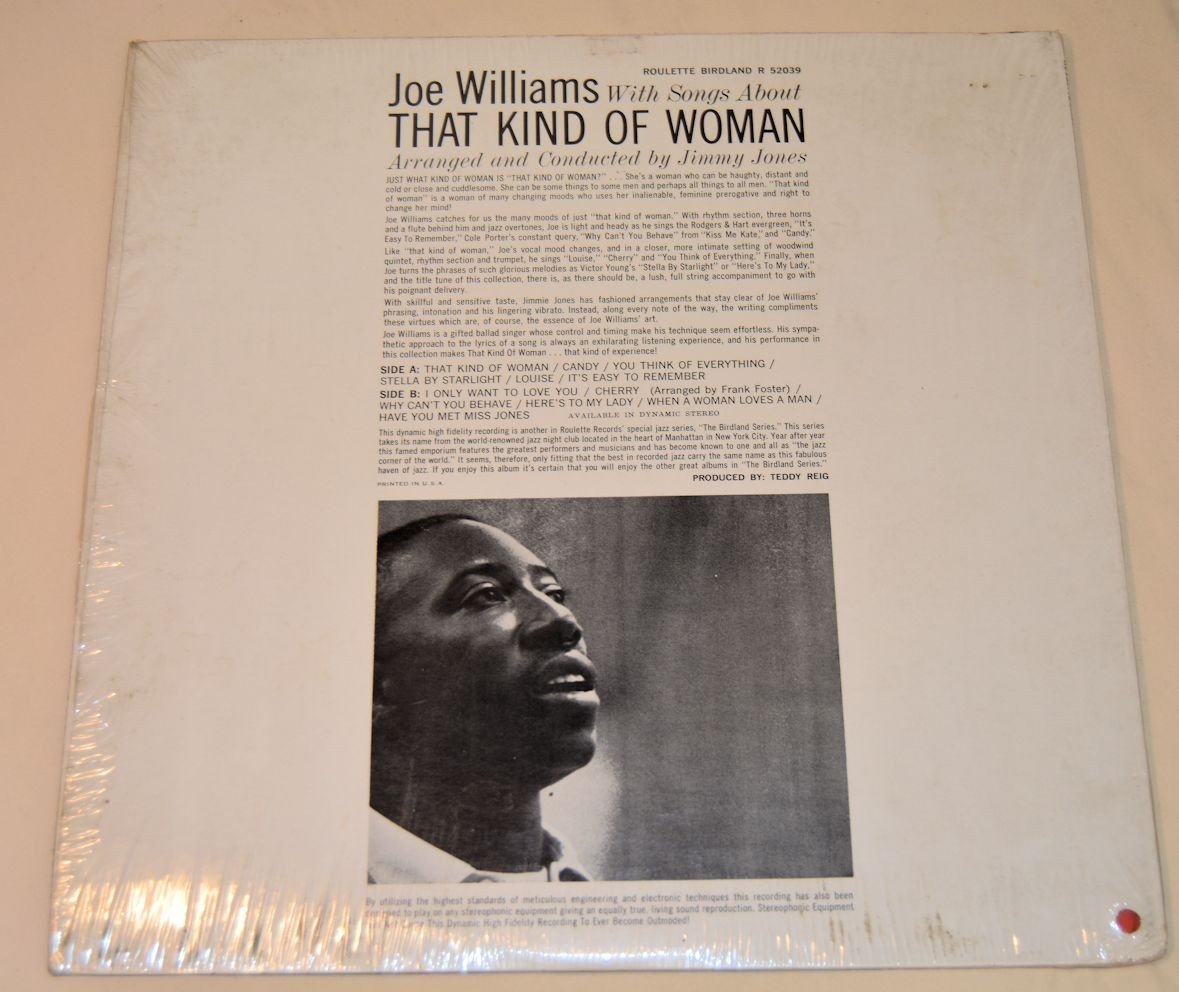 ROULETTE BIRDLAND R 52039
Joe Williams With Songs About
THAT KIND OF WOMAN
Arranged and Conducted by Jimmy Jones
JUST WHAT KIND OF WOMAN IS "THAT KIND OF WOMAN?" . . . She's a woman who can be haughty, distant and
cold or close and cuddlesome. She can be some things to some men and perhaps all things to all men. "That kind
of woman" is a woman of many changing moods who uses her inalienable, feminine prerogative and right to
change her mind!
Joe Williams catches for us the many moods of just "that kind of woman." With rhythm section, three horns
and a flute behind him and jazz overtones, Joe is light and heady as he sings the Rodgers & Hart evergreen, "It's
Easy To Remember," Cole Porter's constant query, "Why Can't You Behave" from "Kiss Me Kate," and "Candy."
Like "that kind of woman," Joe's vocal mood changes, and in a closer, more intimate setting of woodwind
quintet, rhythm section and trumpet, he sings "Louise," "Cherry" and "You Think of Everything." Finally, when
Joe turns the phrases of such glorious melodies as Victor Young's "Stella By Starlight" or "Here's To My Lady,"
and the title tune of this collection, there is, as there should be, a lush, full string accompaniment to go with
his poignant delivery.
With skillful and sensitive taste, Jimmie Jones has fashioned arrangements that stay clear of Joe Williams'
phrasing, intonation and his lingering vibrato. Instead, along every note of the way, the writing compliments
these virtues which are, of course, the essence of Joe Williams' art.
Joe Williams is a gifted ballad singer whose control and timing make his technique seem effortless. His sympa-
thetic approach to the lyrics of a song is always an exhilarating listening experience, and his performance in
this collection makes That Kind Of Woman . . . that kind of experience!
SIDE A: THAT KIND OF WOMAN / CANDY / YOU THINK OF EVERYTHING /
STELLA BY STARLIGHT / LOUISE / IT'S EASY TO REMEMBER
SIDE B: I ONLY WANT TO LOVE YOU / CHERRY (Arranged by Frank Foster) /
WHY CAN'T YOU BEHAVE / HERE'S TO MY LADY / WHEN A WOMAN LOVES A MAN /
HAVE YOU MET MISS JONES AVAILABLE IN DYNAMIC STEREO
This dynamic high fidelity recording is another in Roulette Records' special jazz series, "The Birdland Series." This series
takes its name from the world-renowned jazz night club located in the heart of Manhattan in New York City. Year after year
this famed emporium features the greatest performers and musicians and has become known to one and all as "the jazz
corner of the world." It seems, therefore, only fitting that the best in recorded jazz carry the same name as this fabulous
haven of jazz. If you enjoy this album it's certain that you will enjoy the other great albums in "The Birdland Series."
PRINTED IN U.S.A. PRODUCED BY: TEDDY REIG
By utilizing the highest standards of meticulous engineering and electronic techniques this recording has also been
to play on any stereophonic equipment giving an equally true, living sound reproduction. Stereophonic Equipment
This Dynamic High Fidelity Recording To Ever Become Outmoded!